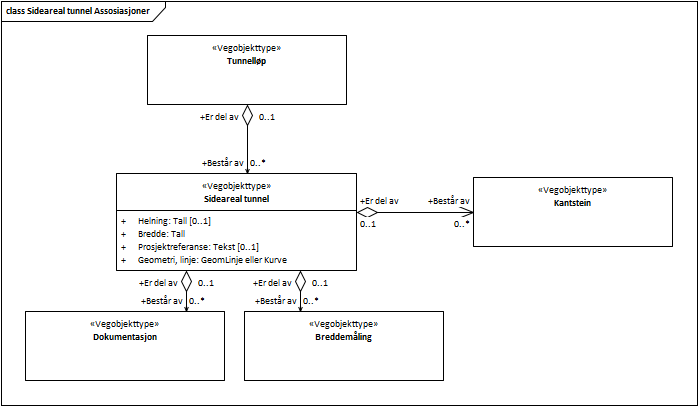 class Sideareal tunnel Assosiasjoner
«Vegobjekttype»
Tunnelløp
+Er del av 0..1
+Består av 0..*
«Vegobjekttype»
Sideareal tunnel
+ Helning: Tall [0..1]
+ Bredde: Tall
+ Prosjektreferanse: Tekst [0..1]
+ Geometri, linje: GeomLinje eller Kurve
+Er del av +Består av
0..1 0..*
«Vegobjekttype»
Kantstein
+Er del av 0..1 +Er del av 0..1
+Består av 0..* +Består av 0..*
«Vegobjekttype»
Dokumentasjon
«Vegobjekttype»
Breddemåling